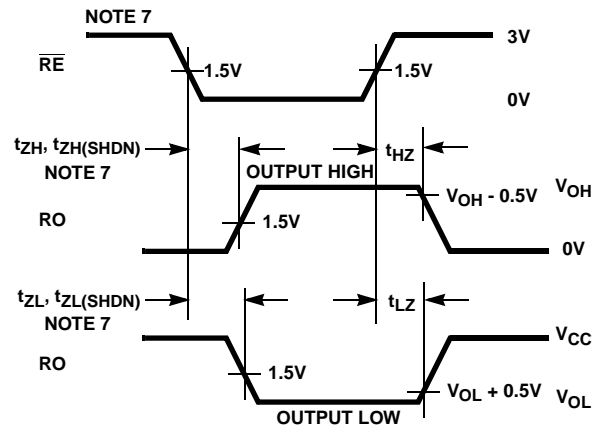 NOTE 7
3V
RE
1.5V
1.5V
0V
tZH, tZH(SHDN)
NOTE 7
tHZ
OUTPUT HIGH
VOH - 0.5V
VOH
RO
1.5V
0V
tZL, tZL(SHDN)
NOTE 7
tLZ
VCC
RO
1.5V
VOL + 0.5V
VOL
OUTPUT LOW